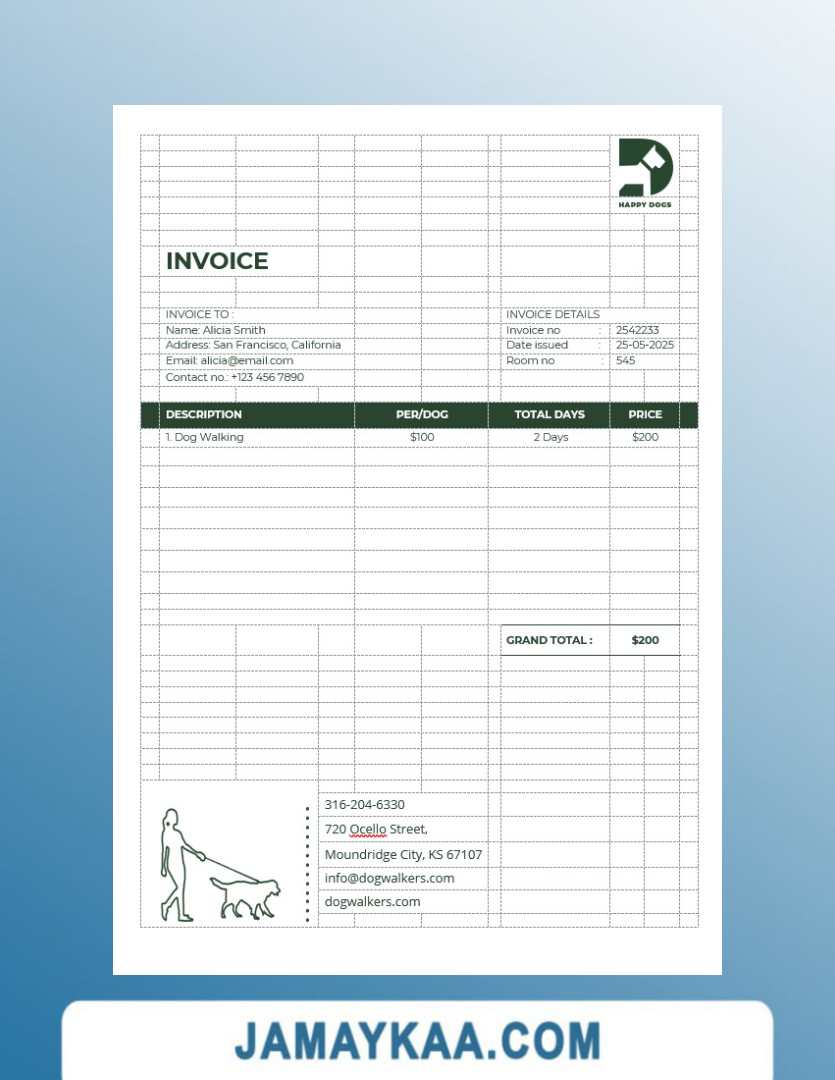 HAPPY DOGS
INVOICE
INVOICE TO :
Name: Alicia Smith
Address: San Francisco, California
Email: alicia@email.com
Contact no.: +123 456 7890
INVOICE DETAILS
Invoice no : 2542233
Date issued : 25-05-2025
Room no : 545
DESCRIPTION PER/DOG TOTAL DAYS PRICE
1. Dog Walking $100 2 Days $200
GRAND TOTAL : $200
316-204-6330
720 Ocello Street,
Moundridge City, KS 67107
info@dogwalkers.com
dogwalkers.com
JAMAYKAA.COM